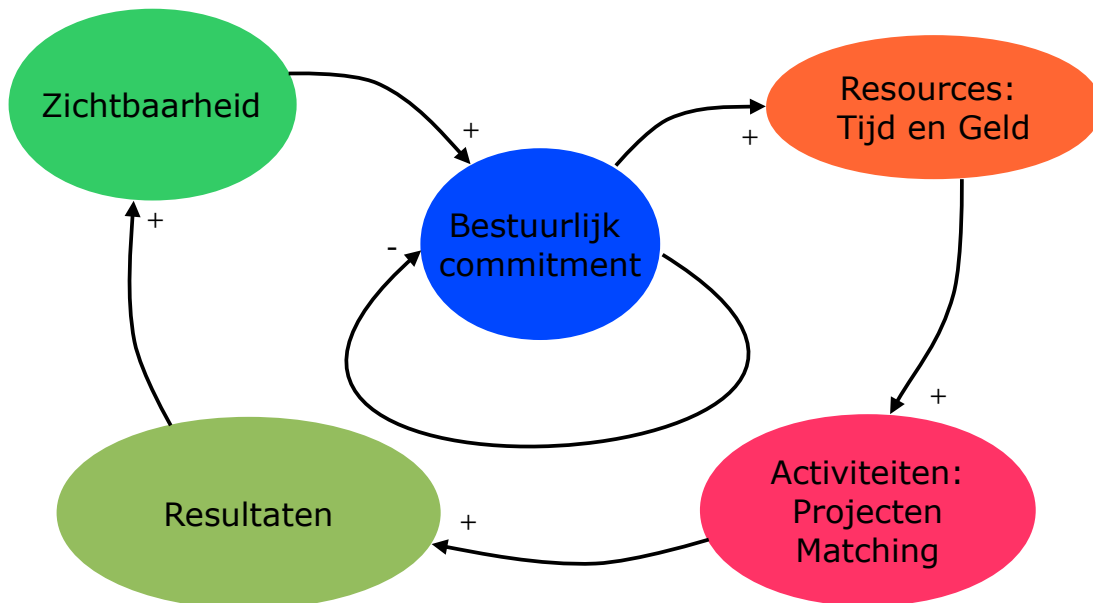 Zichtbaarheid
+
Bestuurlijk
commitment
-
+
Resources:
Tijd en Geld
+
Activiteiten:
Projecten
Matching
+
Resultaten
+